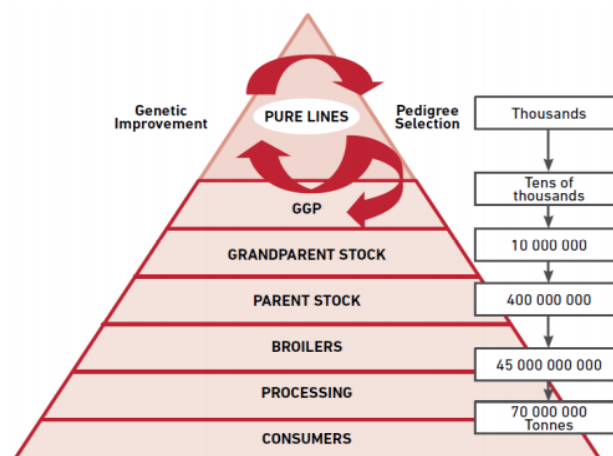 Genetic
Improvement
PURE LINES
Pedigree
Selection
Thousands
Tens of
thousands
GGP
10 000 000
GRANDPARENT STOCK
400 000 000
PARENT STOCK
BROILERS
45 000 000 000
PROCESSING
70 000 000
Tonnes
CONSUMERS